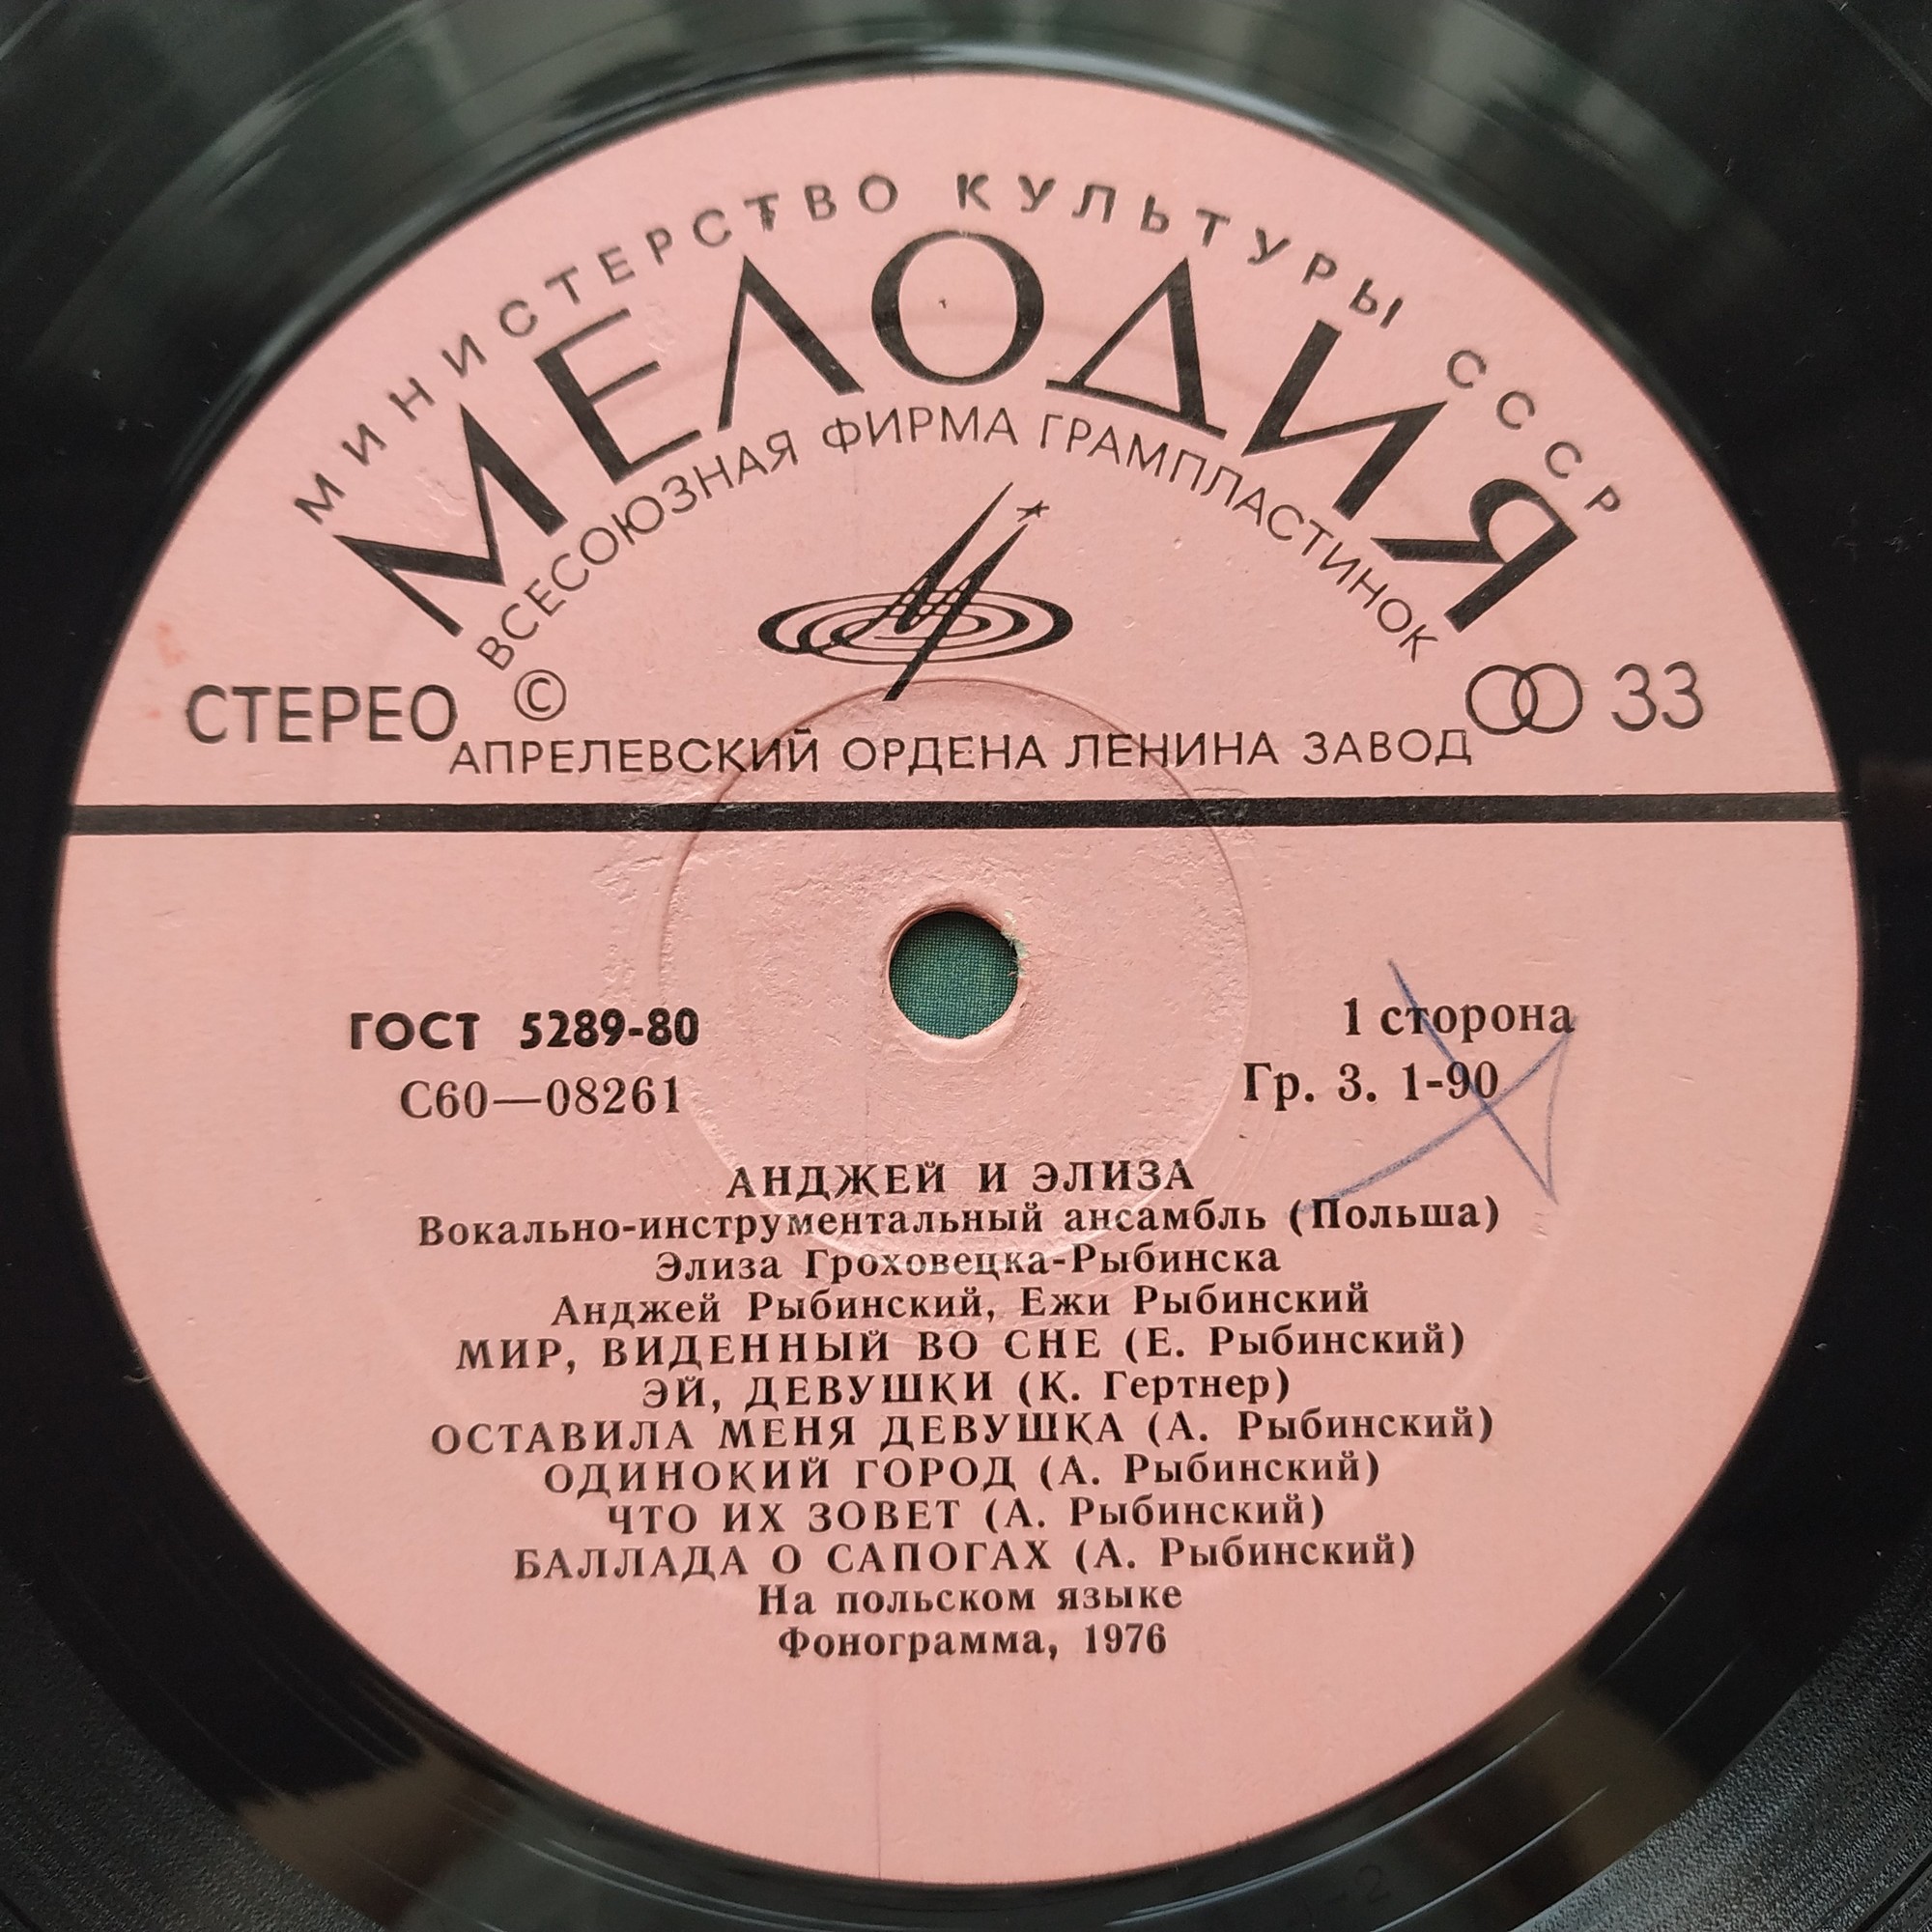 МИНИСТЕРСТВО КУЛЬТУРЫ СССР
МЕЛОДИЯ
ВСЕСОЮЗНАЯ ФИРМА ГРАМПЛАСТИНОК
СТЕРЕО © 33
АПРЕЛЕВСКИЙ ОРДЕНА ЛЕНИНА ЗАВОД
ГОСТ 5289-80 1 сторона
С60—08261 Гр. 3. 1-90
АНДЖЕЙ И ЭЛИЗА
Вокально-инструментальный ансамбль (Польша)
Элиза Гроховецка-Рыбинска
Анджей Рыбинский, Ежи Рыбинский
МИР, ВИДЕННЫЙ ВО СНЕ (Е. Рыбинский)
ЭЙ, ДЕВУШКИ (К. Гертнер)
ОСТАВИЛА МЕНЯ ДЕВУШКА (А. Рыбинский)
ОДИНОКИЙ ГОРОД (А. Рыбинский)
ЧТО ИХ ЗОВЕТ (А. Рыбинский)
БАЛЛАДА О САПОГАХ (А. Рыбинский)
На польском языке
Фонограмма, 1976